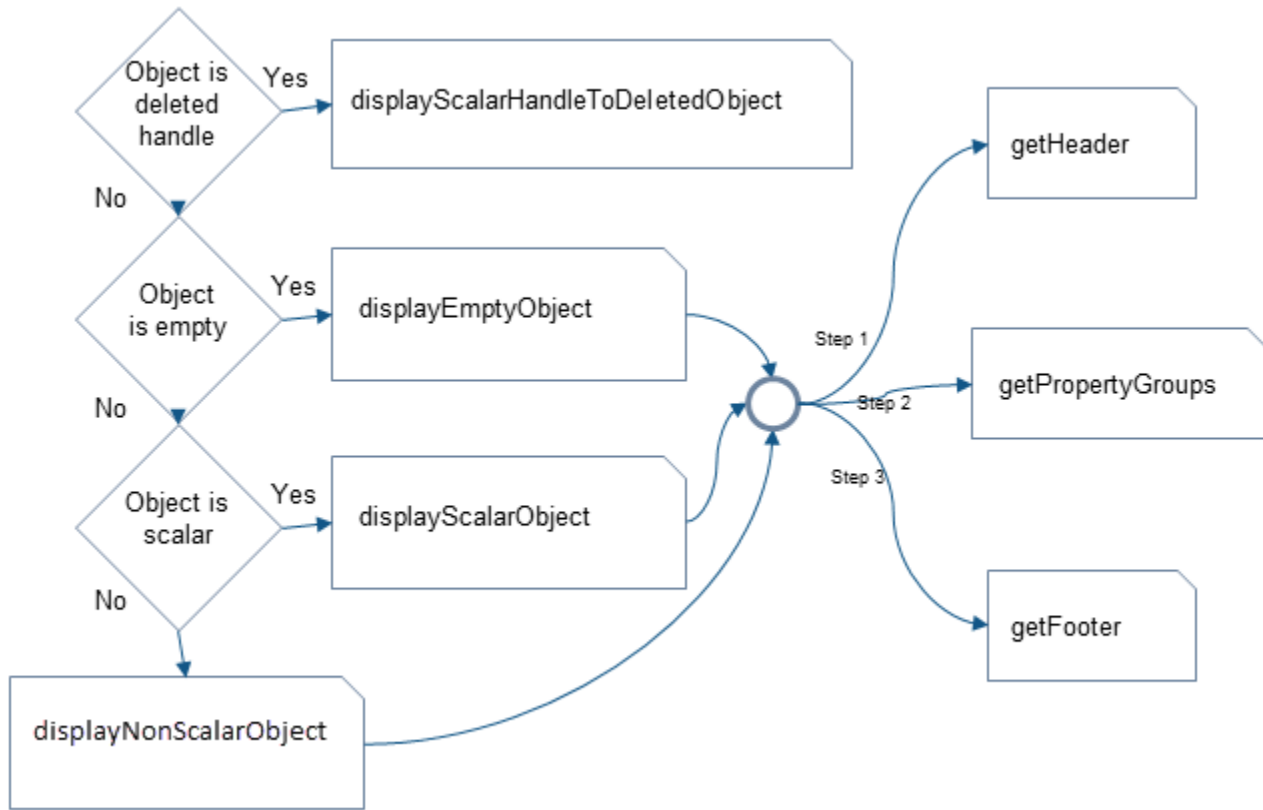 Object is
deleted
handle
Yes
displayScalarHandleToDeletedObject
getHeader
No
Object
is empty
Yes
displayEmptyObject
Step 1
getPropertyGroups
Step 2
No
Object is
scalar
Yes
displayScalarObject
Step 3
No
getFooter
displayNonScalarObject